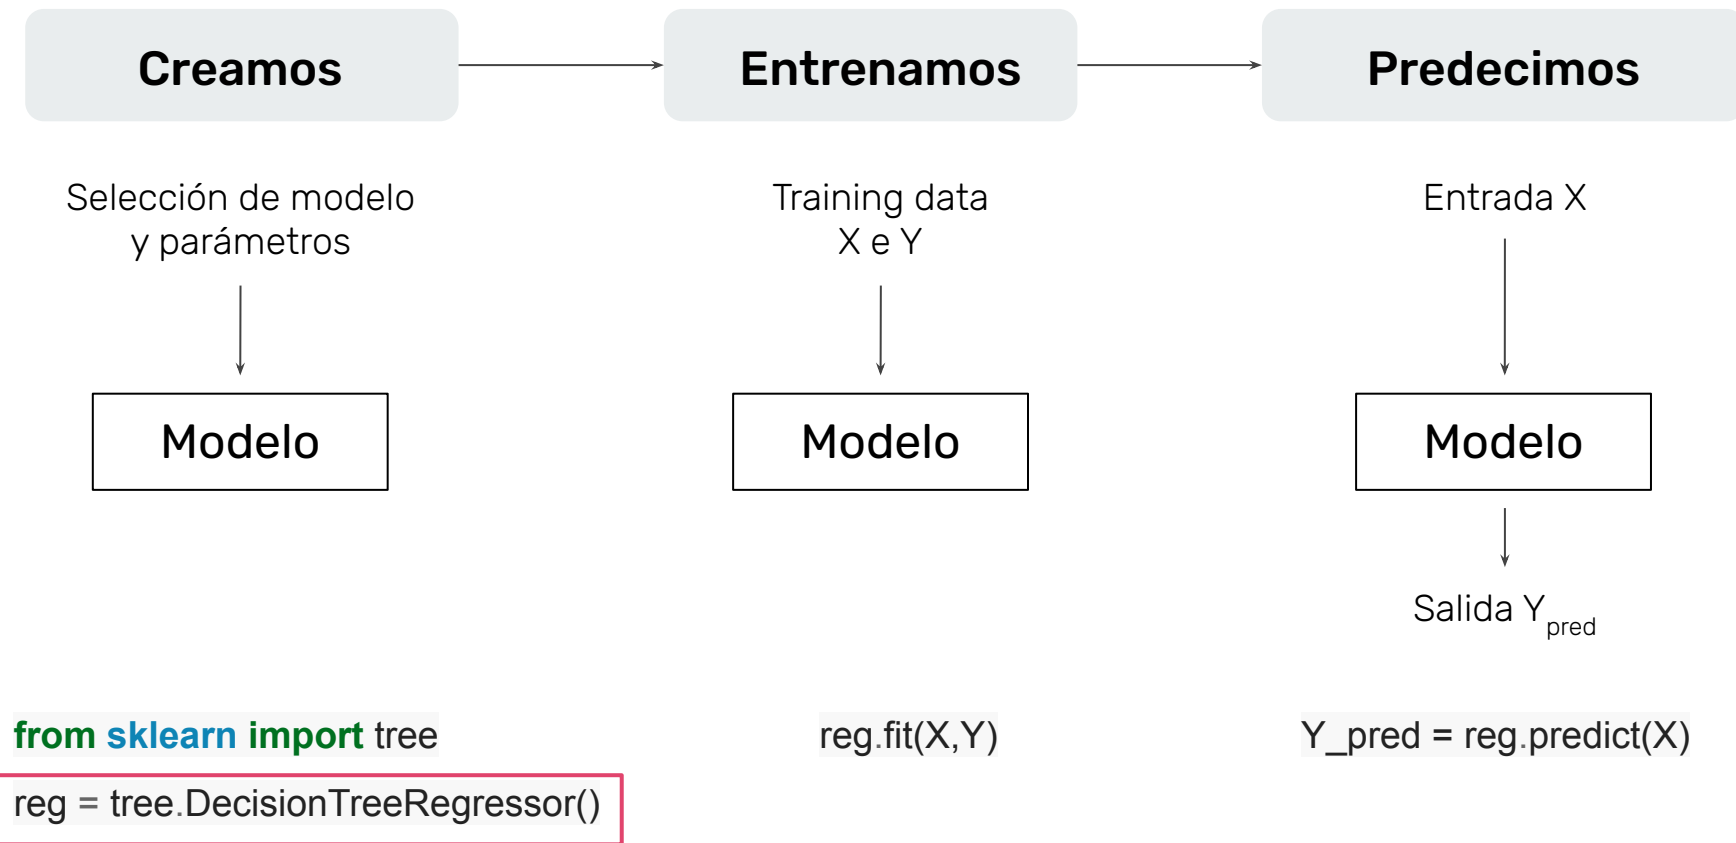 Creamos
Entrenamos
Predecimos
Selección de modelo
y parámetros
Training data
X e Y
Entrada X
Modelo
Modelo
Modelo
Salida Y_pred
from sklearn import tree
reg.fit(X,Y)
Y_pred = reg.predict(X)
reg = tree.DecisionTreeRegressor()